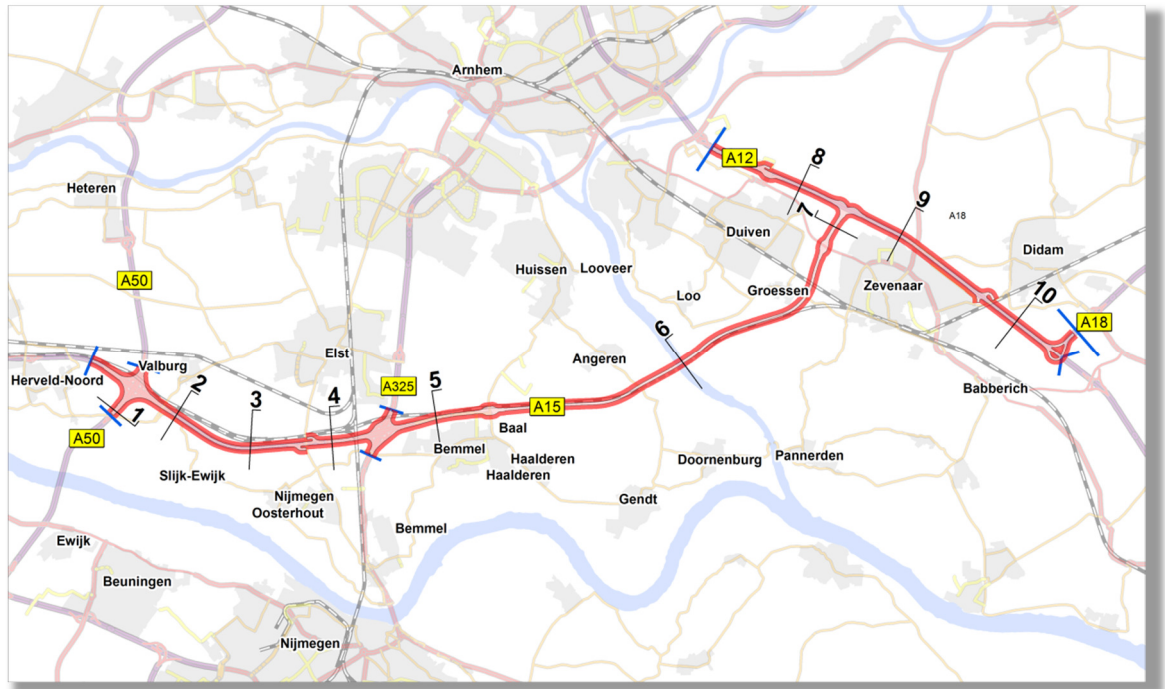 Arnhem
A12
8
Heteren
7
9
A18
Duiven
Didam
Huissen
Looveer
A50
Loo
Groessen
Zevenaar
10
A18
6
Elst
Angeren
Valburg
Herveld-Noord
A325
5
Babberich
2
3
4
A15
1
A50
Baal
Bemmel
Haalderen
Doornenburg
Pannerden
Slijk-Ewijk
Haalderen
Nijmegen
Oosterhout
Gendt
Bemmel
Ewijk
Beuningen
Nijmegen